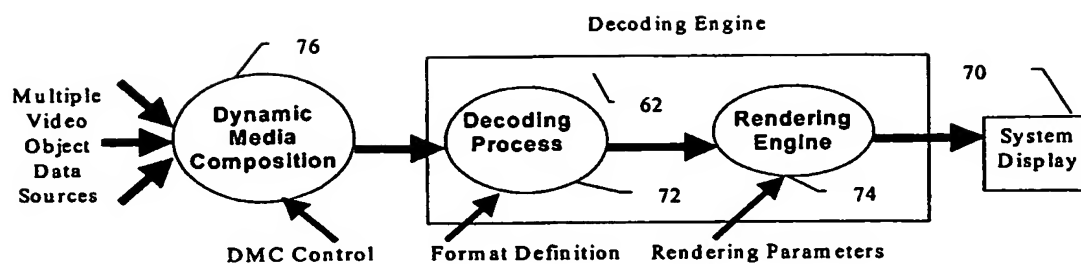 Decoding Engine
76
70
Multiple
Video
Object
Data
Sources
Dynamic
Media
Composition
62
Decoding
Process
Rendering
Engine
System
Display
72
74
DMC Control
Format Definition
Rendering Parameters